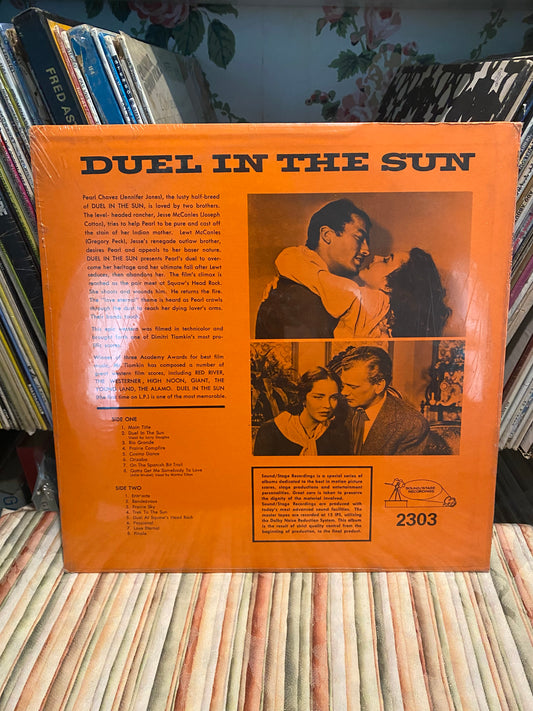 FRED AS
DUEL IN THE SUN
Pearl Chavez (Jennifer Jones), the lusty half-breed
of DUEL IN THE SUN, is loved by two brothers.
The level- headed rancher, Jesse McCanles (Joseph
Cotton), tries to help Pearl to be pure and cast off
the stain of her Indian mother. Lewt McCanles
(Gregory Peck), Jesse's renegade outlaw brother,
desires Pearl and appeals to her baser nature.
DUEL IN THE SUN presents Pearl's duel to over-
come her heritage and her ultimate fall after Lewt
seduces, then abandons her. The film's climax is
reached as the pair meet at Squaw's Head Rock.
She shoots and wounds him. He returns the fire.
The "love eternal" theme is heard as Pearl crawls
through the dust to reach her dying lover's arms.
Their
This epic western was filmed in technicolor and
brought forth one of Dimitri Tiomkin's most pro-
scores.
Winner of three Academy Awards for best film
Tiomkin has composed a number of
great western film scores, including RED RIVER,
THE WESTERNER, HIGH NOON, GIANT, THE
YOUNG LAND, THE ALAMO. DUEL IN THE SUN
(the first time on L.P.) is one of the most memorable.
SIDE ONE
1. Main Title
2. Duel In The Sun
Vocal by
3. Rio Grande
4. Prairie Campfire
5. Casino Dance
6. Orizaba
7. On The Spanish Bit Trail
8. Gotta Get Me Somebody To Love
Vocal by Martha Tilton
SIDE TWO
1. Entr'acte
2. Rendezvous
3. Prairie Sky
4. Trek To The Sun
5. Duel At Squaw's Head Rock
6. Passional
7. Love Eternal
8. Finale
Sound/Stage Recordings is a special series of
albums dedicated to the best in motion picture
scores, stage productions and entertainment
personalities. Great care is taken to preserve
the dignity of the material involved.
Sound/Stage Recordings are produced with
today's most advanced sound facilities. The
master tapes are recorded at 15 IPS, utilizing
the Dolby Noise Reduction System. This album
is the result of strict quality control from the
beginning of production, to the final product.
SOUND/STAGE
RECORDINGS
2303